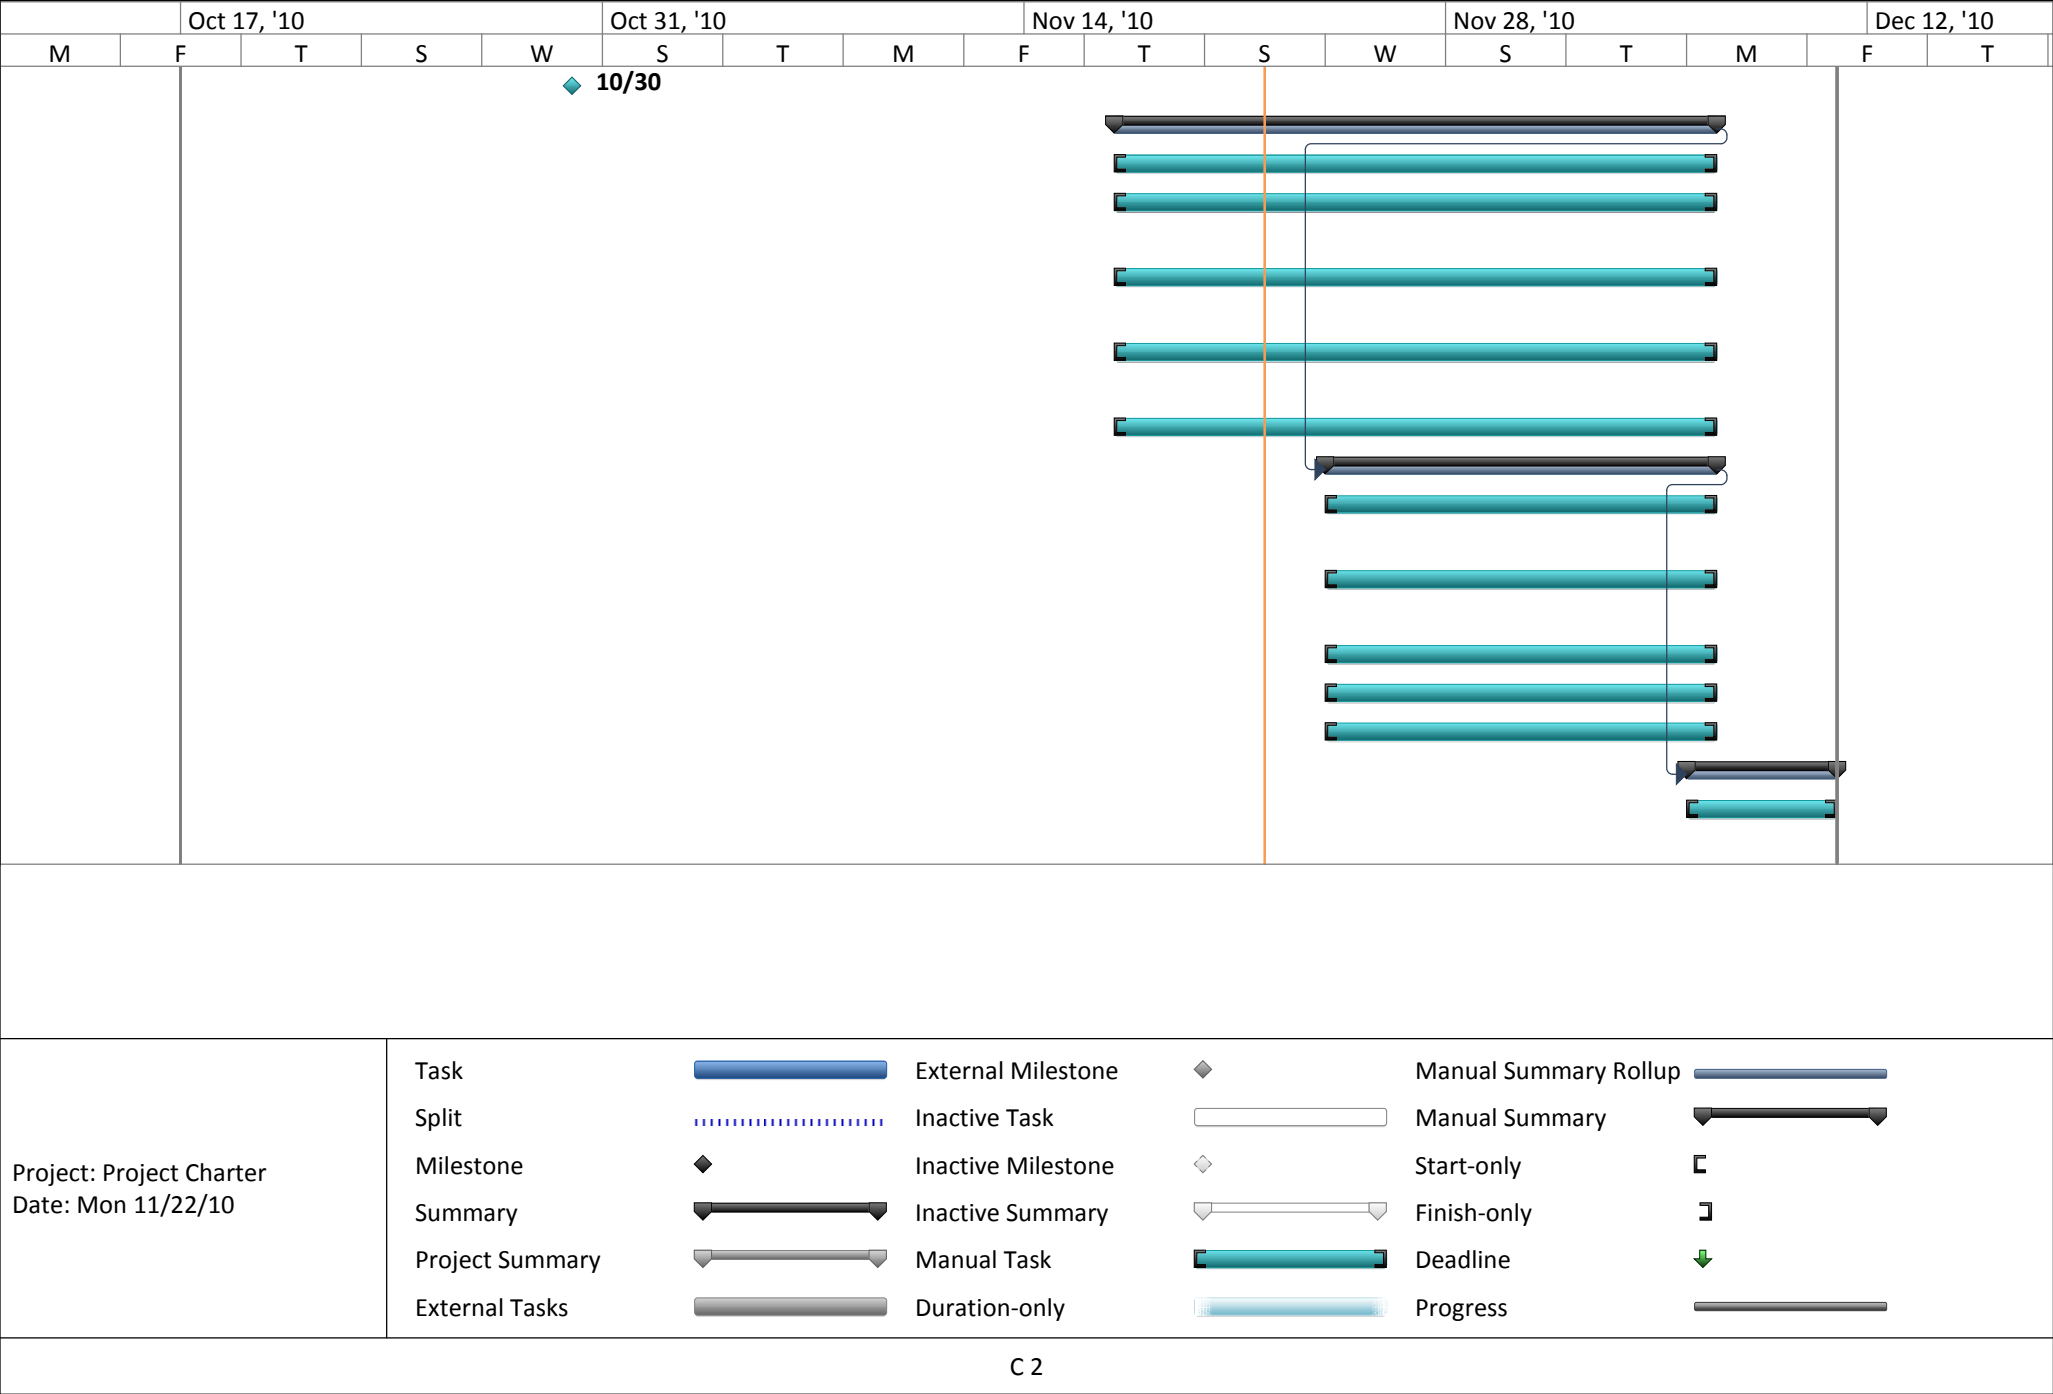 Oct 17, '10 Oct 31, '10 Nov 14, '10 Nov 28, '10 Dec 12, '10
M F T S W S T M F T S W S T M F T
10/30
Task External Milestone Manual Summary Rollup
Split Inactive Task Manual Summary
Milestone Inactive Milestone Start-only
Project: Project Charter
Date: Mon 11/22/10
Summary Inactive Summary Finish-only
Project Summary Manual Task Deadline
External Tasks Duration-only Progress
C 2